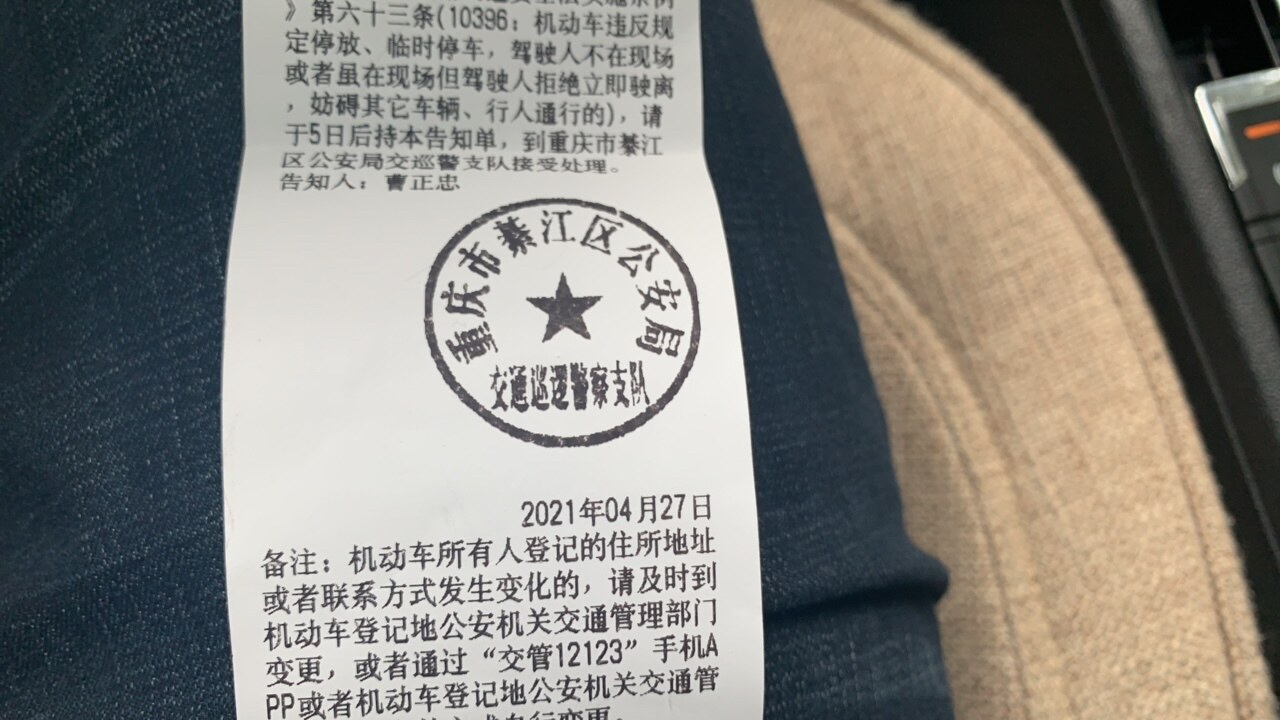 》第六十三条(10396：机动车违反规
定停放、临时停车，驾驶人不在现场
或者虽在现场但驾驶人拒绝立即驶离
，妨碍其它车辆、行人通行的)，请
于5日后持本告知单，到重庆市綦江
区公安局交巡警支队接受处理。
告知人：曹正忠
重庆市綦江区公安局
交通巡逻警察支队
2021年04月27日
备注：机动车所有人登记的住所地址
或者联系方式发生变化的，请及时到
机动车登记地公安机关交通管理部门
变更，或者通过“交管12123”手机A
PP或者机动车登记地公安机关交通管
自行变更。